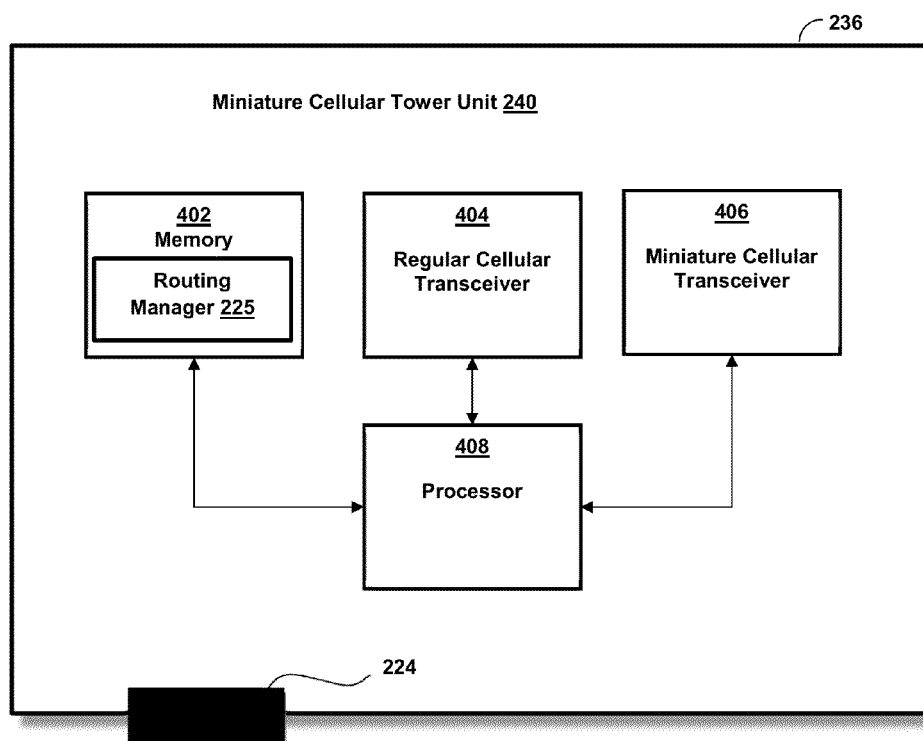 236
Miniature Cellular Tower Unit 240
402
Memory
Routing
Manager 225
404
Regular Cellular
Transceiver
406
Miniature Cellular
Transceiver
408
Processor
224